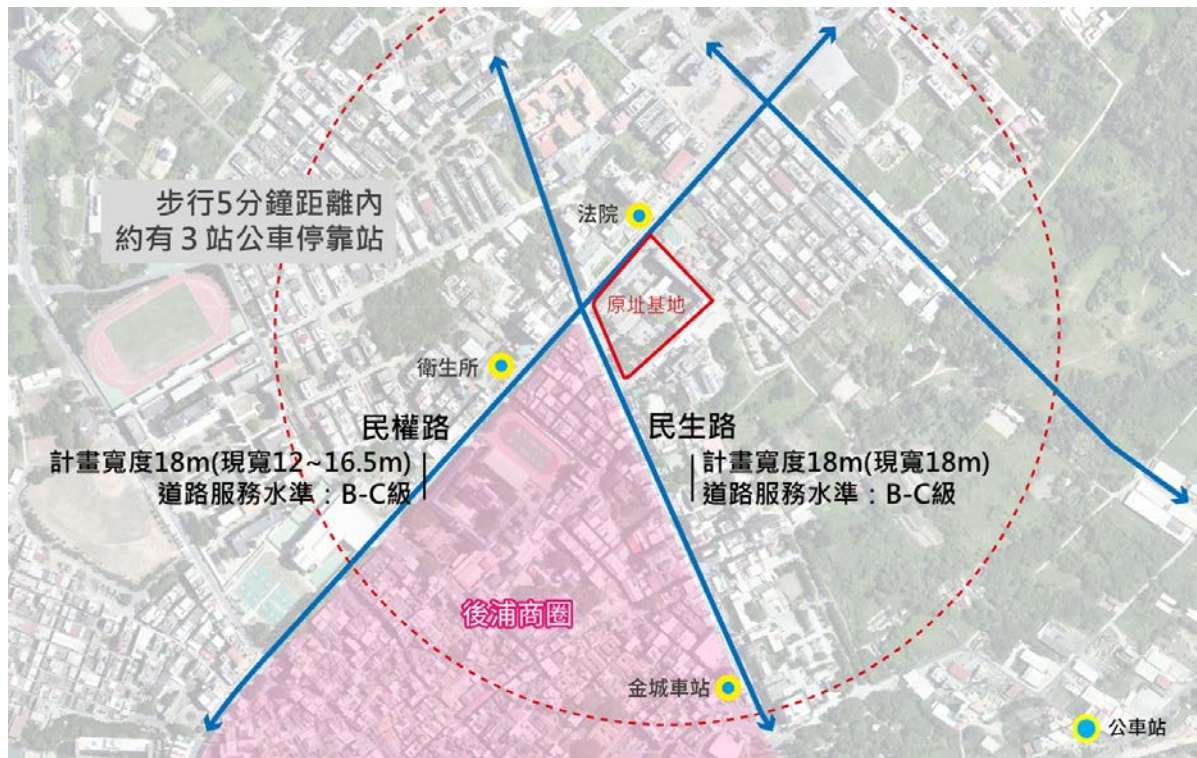 步行5分鐘距離內
約有3站公車停靠站
法院
原址基地
衛生所
民權路
計畫寬度18m(現寬12~16.5m)
道路服務水準：B-C級
民生路
計畫寬度18m(現寬18m)
道路服務水準：B-C級
後浦商圈
金城車站
公車站